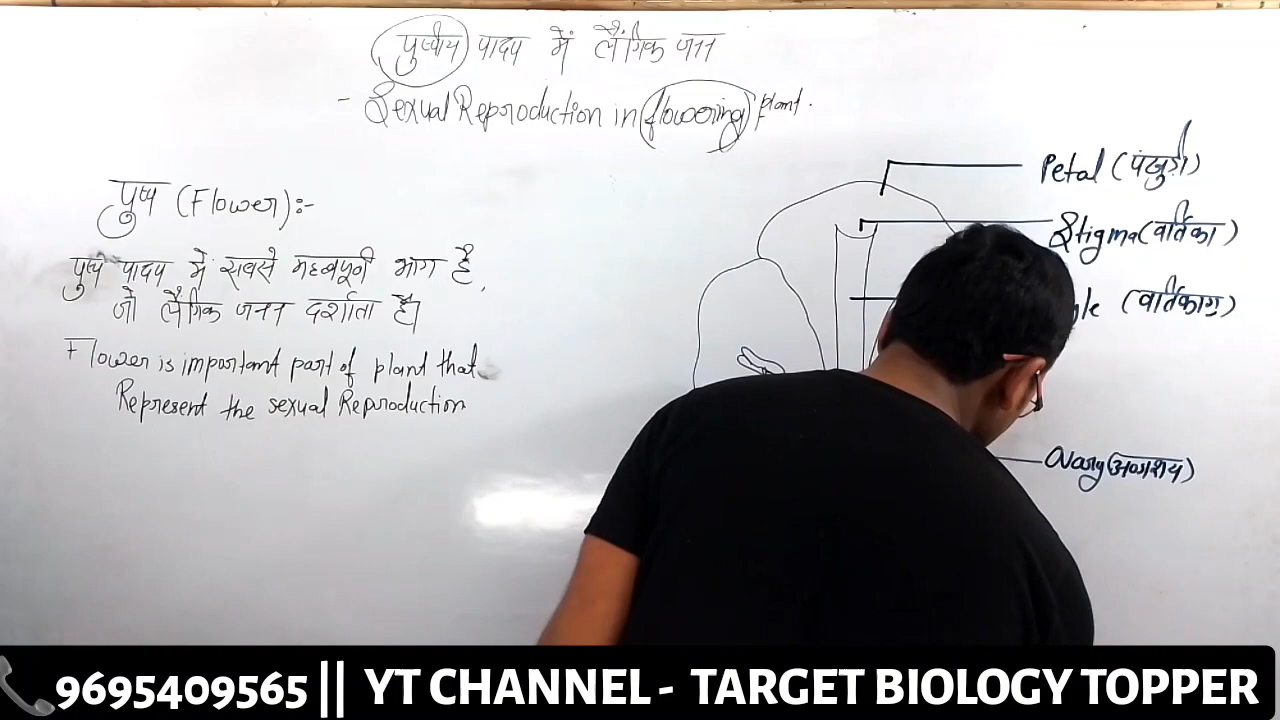 पुष्पीय पादप में लैंगिक जनन
- Sexual Reproduction in flowering plant.
पुष्प (Flower):-
पुष्प पादप में सबसे महत्वपूर्ण भाग है,
जो लैंगिक जनन दर्शाता है।
Flower is important part of plant that
Represent the sexual Reproduction
Petal (पंखुड़ी)
Stigma (वर्तिका)
yle (वर्तिकाग्र)
Ovary (अण्डाशय)
9695409565 || YT CHANNEL - TARGET BIOLOGY TOPPER